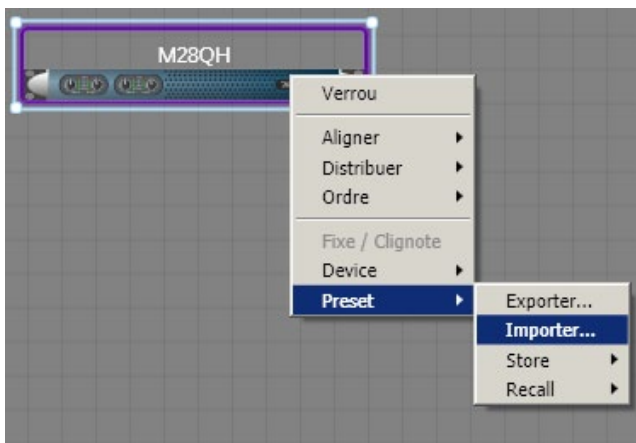 M28QH
Verrou
Aligner
Distribuer
Ordre
Fixe / Clignote
Device
Preset
Exporter...
Importer...
Store
Recall